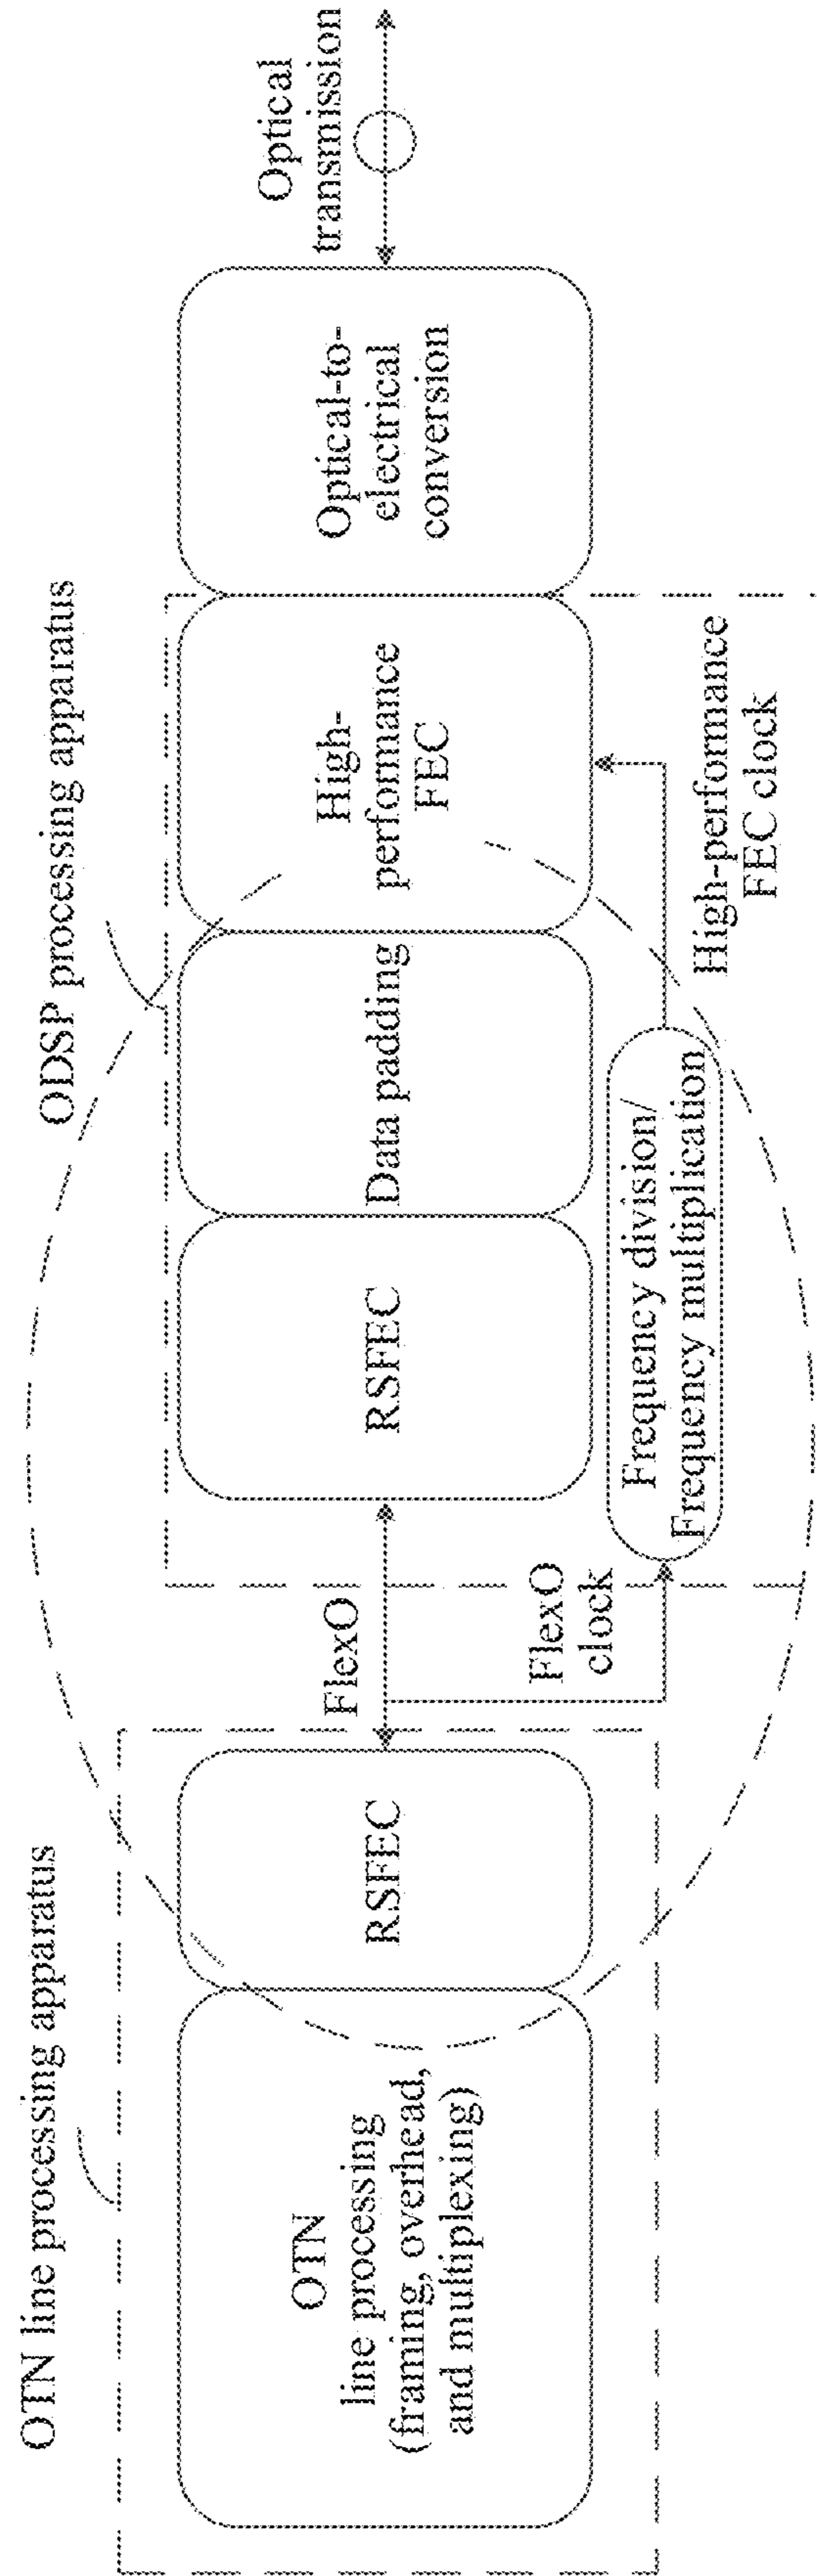 OTN line processing apparatus
OTN
line processing
(framing, overhead,
and multiplexing)
RSFEC
FlexO
FlexO
clock
ODSP processing apparatus
RSFEC
Data padding
High-
performance
FEC
Frequency division/
Frequency multiplication
High-performance
FEC clock
Optical-to-
electrical
conversion
Optical
transmission